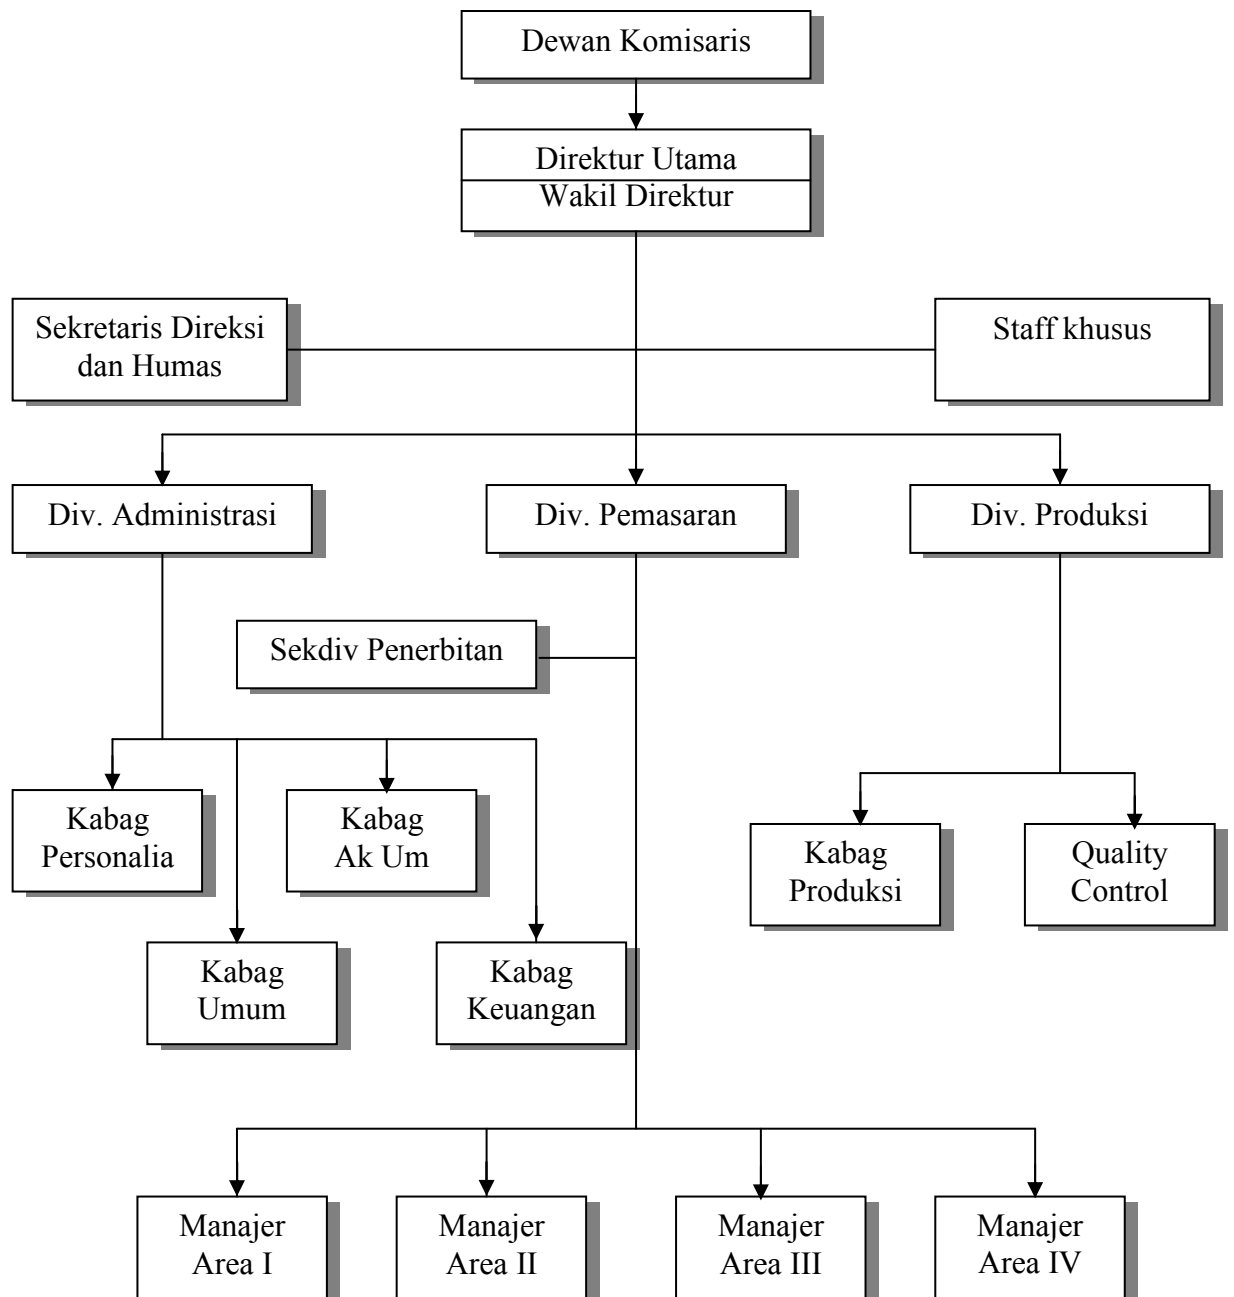 Dewan Komisaris
Direktur Utama
Wakil Direktur
Sekretaris Direksi
dan Humas
Staff khusus
Div. Administrasi
Div. Pemasaran
Div. Produksi
Sekdiv Penerbitan
Kabag
Personalia
Kabag
Ak Um
Kabag
Produksi
Quality
Control
Kabag
Umum
Kabag
Keuangan
Manajer
Area I
Manajer
Area II
Manajer
Area III
Manajer
Area IV